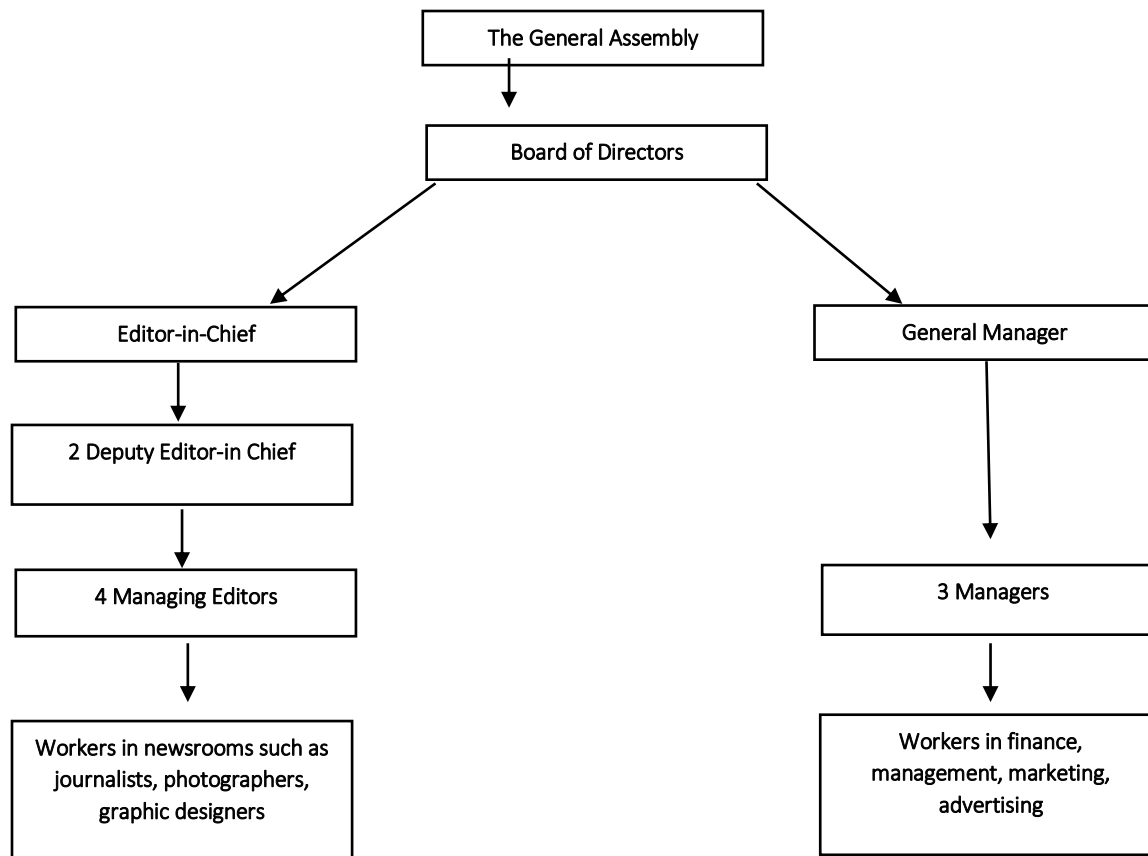 The General Assembly
Board of Directors
Editor-in-Chief
General Manager
2 Deputy Editor-in Chief
4 Managing Editors
3 Managers
Workers in newsrooms such as
journalists, photographers,
graphic designers
Workers in finance,
management, marketing,
advertising